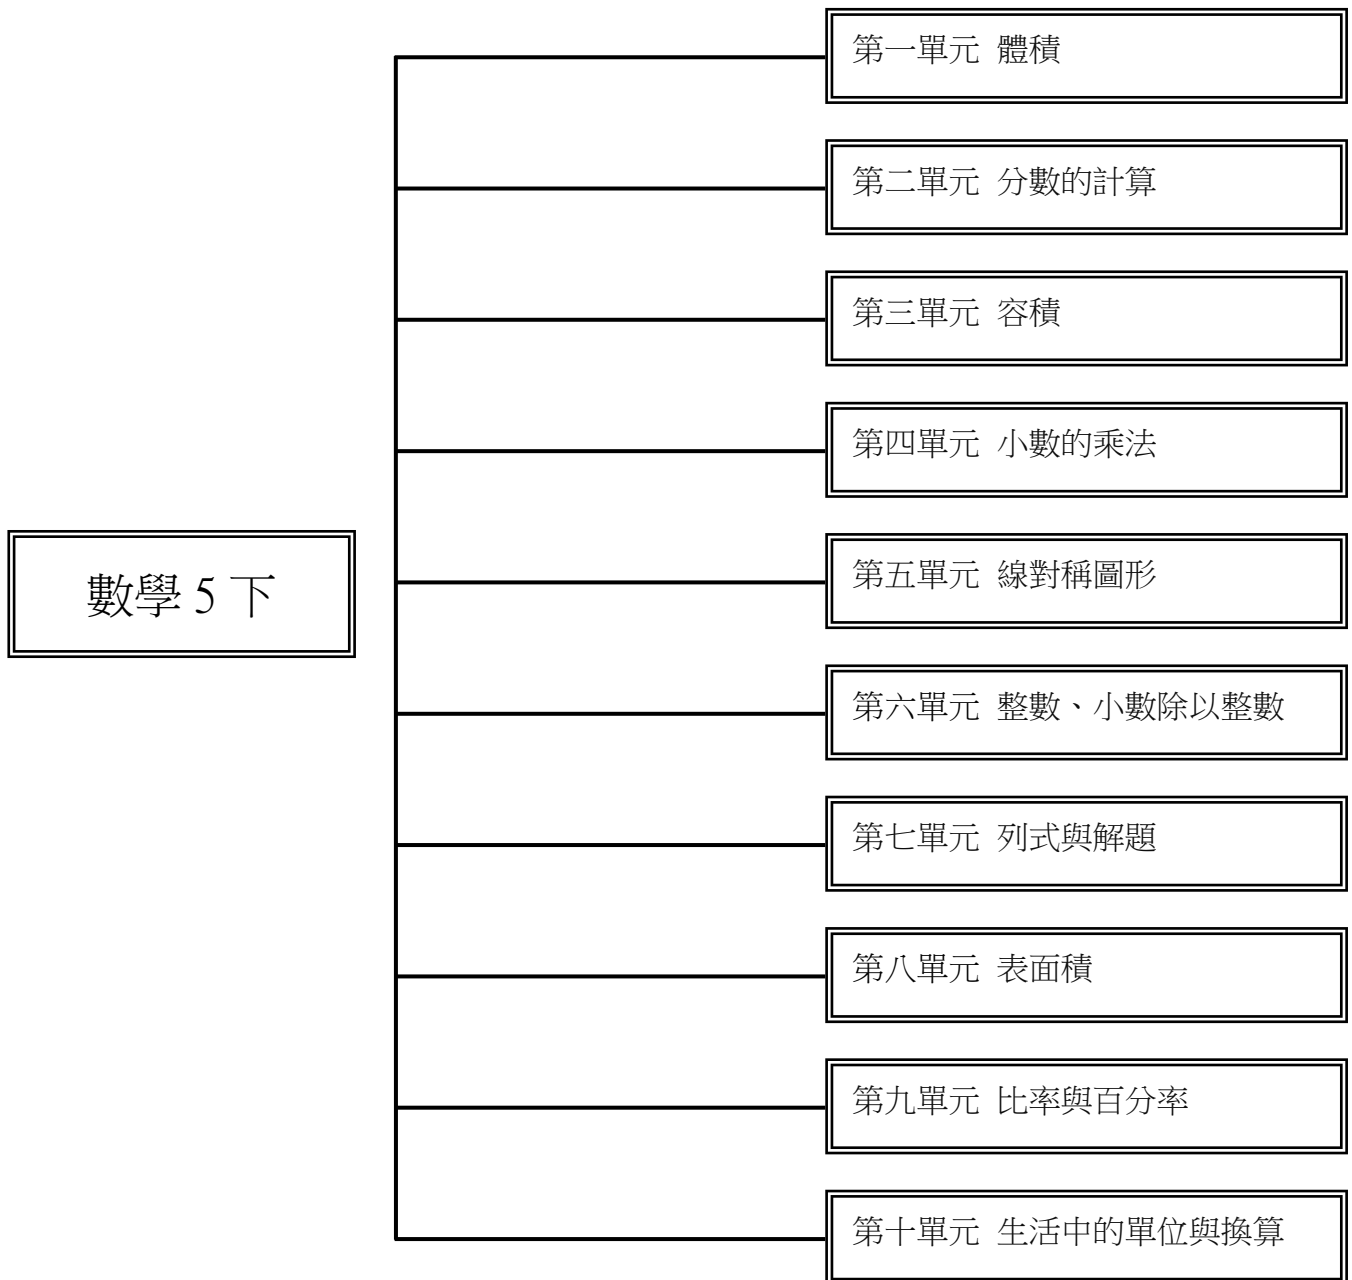 第一單元 體積
第二單元 分數的計算
第三單元 容積
第四單元 小數的乘法
數學 5 下
第五單元 線對稱圖形
第六單元 整數、小數除以整數
第七單元 列式與解題
第八單元 表面積
第九單元 比率與百分率
第十單元 生活中的單位與換算